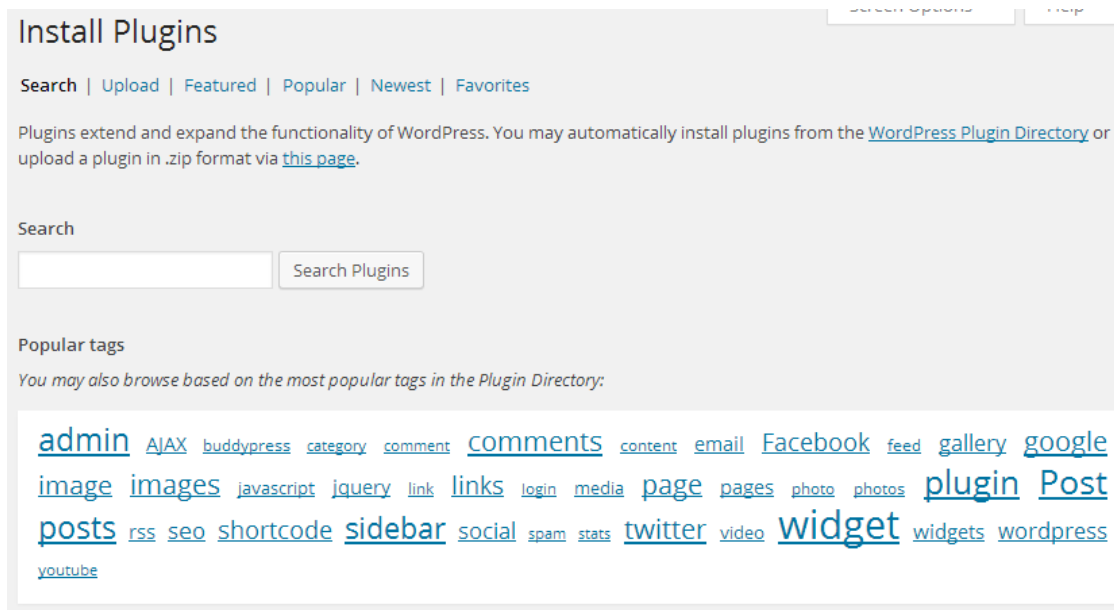 Install Plugins
Search | Upload | Featured | Popular | Newest | Favorites
Plugins extend and expand the functionality of WordPress. You may automatically install plugins from the WordPress Plugin Directory or
upload a plugin in .zip format via this page.
Search
Search Plugins
Popular tags
You may also browse based on the most popular tags in the Plugin Directory:
admin AJAX buddypress category comment comments content email Facebook feed gallery google
image images javascript jquery link links login media page pages photo photos plugin Post
posts rss seo shortcode sidebar social spam stats twitter video widget widgets wordpress
youtube